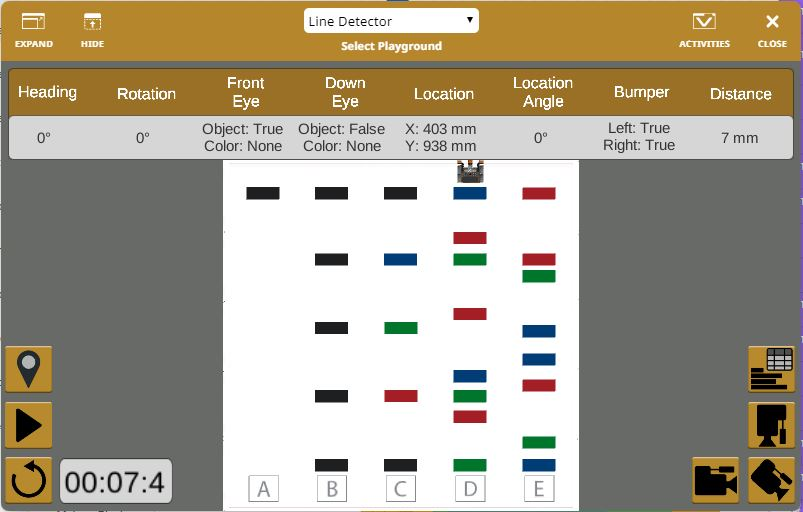 Line Detector
EXPAND
HIDE
Select Playground
ACTIVITIES
CLOSE
Heading
Rotation
Front
Eye
Down
Eye
Location
Location
Angle
Bumper
Distance
0°
0°
Object: True
Color: None
Object: False
Color: None
X: 403 mm
Y: 938 mm
0°
Left: True
Right: True
7 mm
00:07:4
A
B
C
D
E